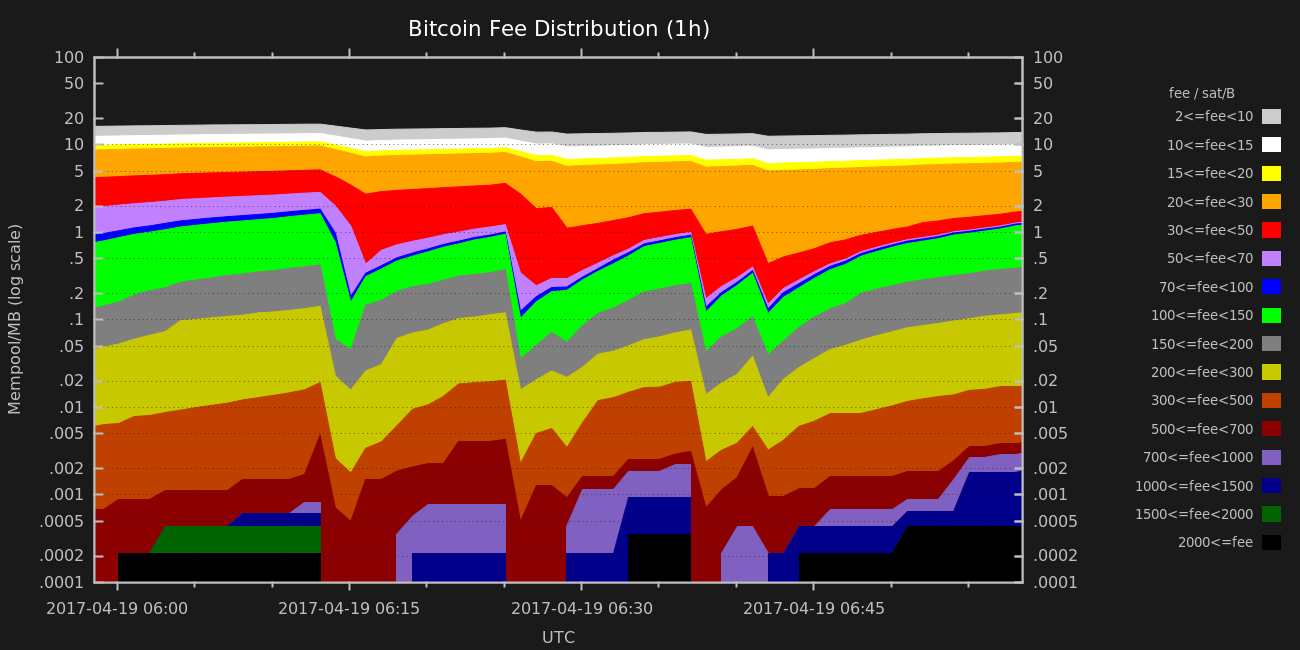 Bitcoin Fee Distribution (1h)
100 100
50 50
20 20
10 10
5 5
2 2
1 1
.5 .5
.2 .2
.1 .1
.05 .05
.02 .02
.01 .01
.005 .005
.002 .002
.001 .001
.0005 .0005
.0002 .0002
.0001 .0001
Mempool/MB (log scale)
2017-04-19 06:00 2017-04-19 06:15 2017-04-19 06:30 2017-04-19 06:45
UTC
fee / sat/B
2<=fee<10
10<=fee<15
15<=fee<20
20<=fee<30
30<=fee<50
50<=fee<70
70<=fee<100
100<=fee<150
150<=fee<200
200<=fee<300
300<=fee<500
500<=fee<700
700<=fee<1000
1000<=fee<1500
1500<=fee<2000
2000<=fee